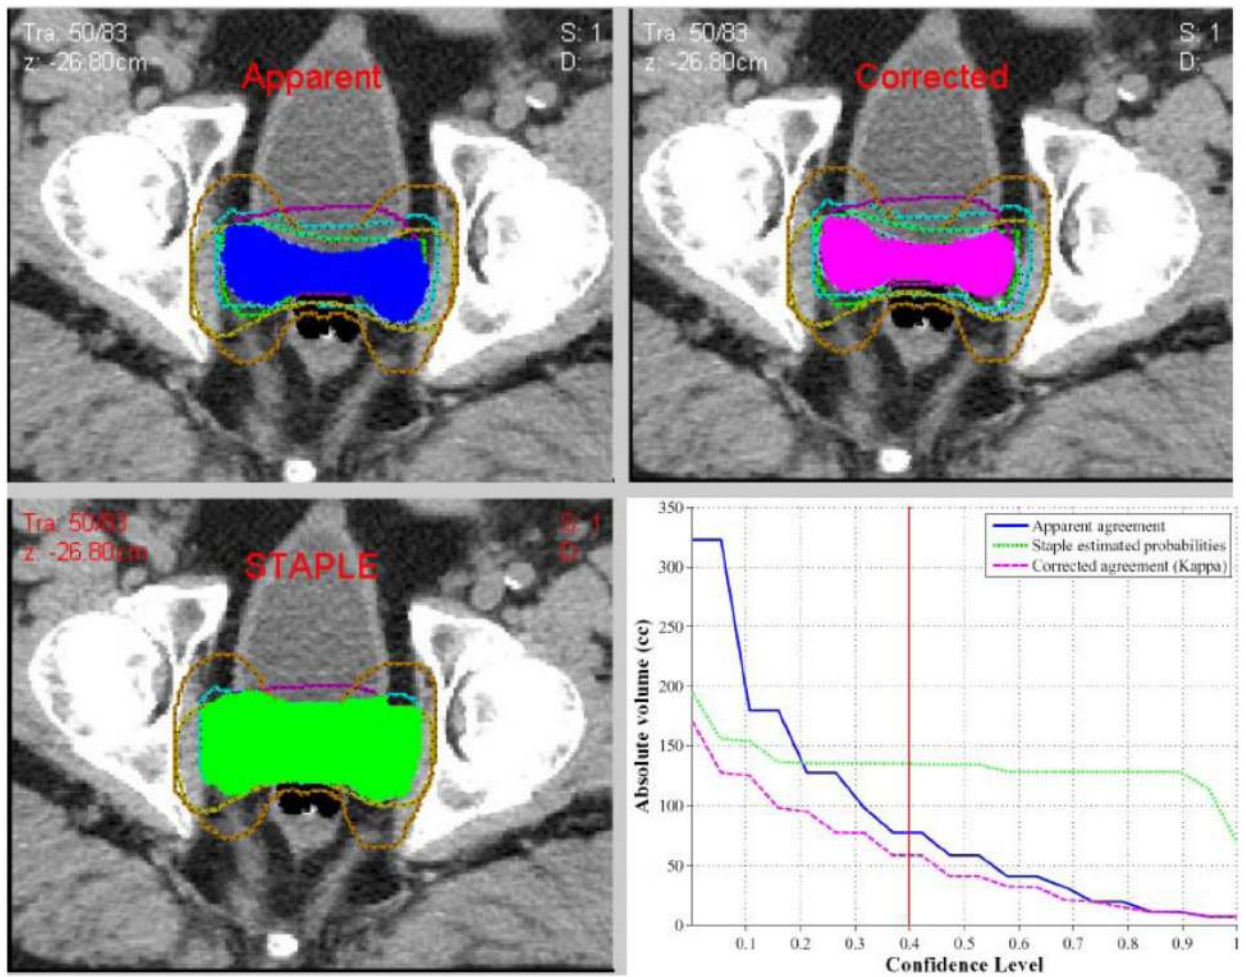 Tra: 50/83
z: -26.80cm
S: 1
D:
Apparent
Tra: 50/83
z: -26.80cm
S: 1
D:
Corrected
Tra: 50/83
z: -26.80cm
S: 1
D:
STAPLE
350
300
250
200
150
100
50
0
Absolute volume (cc)
Apparent agreement
Staple estimated probabilities
Corrected agreement (Kappa)
0.1 0.2 0.3 0.4 0.5 0.6 0.7 0.8 0.9 1
Confidence Level